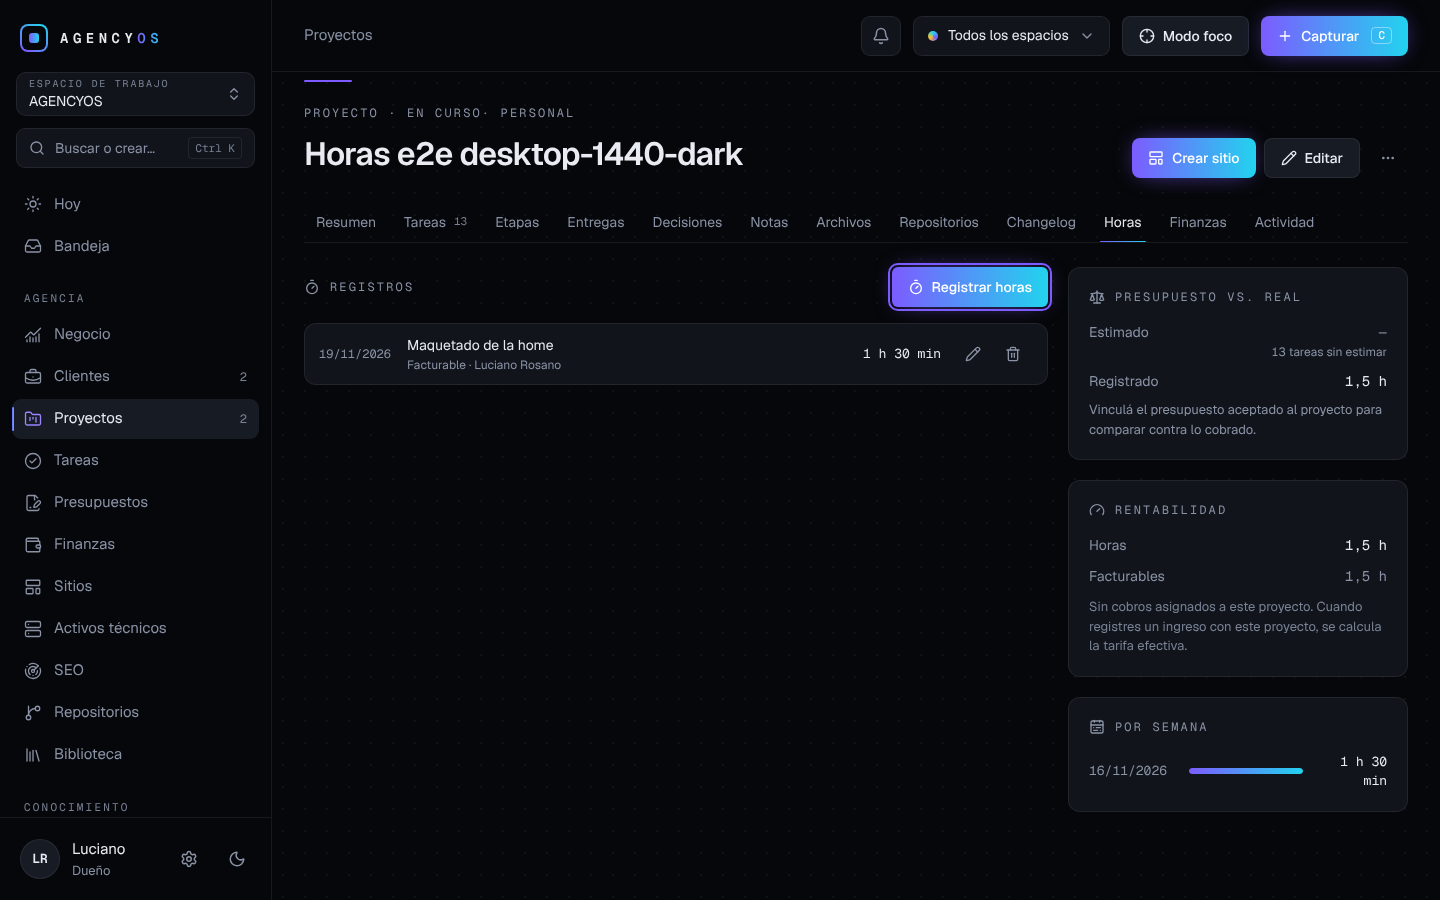 AGENCYOS
ESPACIO DE TRABAJO
AGENCYOS
Buscar o crear...
Ctrl K
Hoy
Bandeja
AGENCIA
Negocio
Clientes 2
Proyectos 2
Tareas
Presupuestos
Finanzas
Sitios
Activos técnicos
SEO
Repositorios
Biblioteca
CONOCIMIENTO
LR
Luciano
Dueño
Proyectos
Todos los espacios
Modo foco
Capturar C
PROYECTO · EN CURSO· PERSONAL
Horas e2e desktop-1440-dark
Crear sitio
Editar
Resumen Tareas 13 Etapas Entregas Decisiones Notas Archivos Repositorios Changelog Horas Finanzas Actividad
REGISTROS
Registrar horas
19/11/2026
Maquetado de la home
Facturable · Luciano Rosano
1 h 30 min
PRESUPUESTO VS. REAL
Estimado –
13 tareas sin estimar
Registrado 1,5 h
Vinculá el presupuesto aceptado al proyecto para
comparar contra lo cobrado.
RENTABILIDAD
Horas 1,5 h
Facturables 1,5 h
Sin cobros asignados a este proyecto. Cuando
registres un ingreso con este proyecto, se calcula
la tarifa efectiva.
POR SEMANA
16/11/2026
1 h 30
min